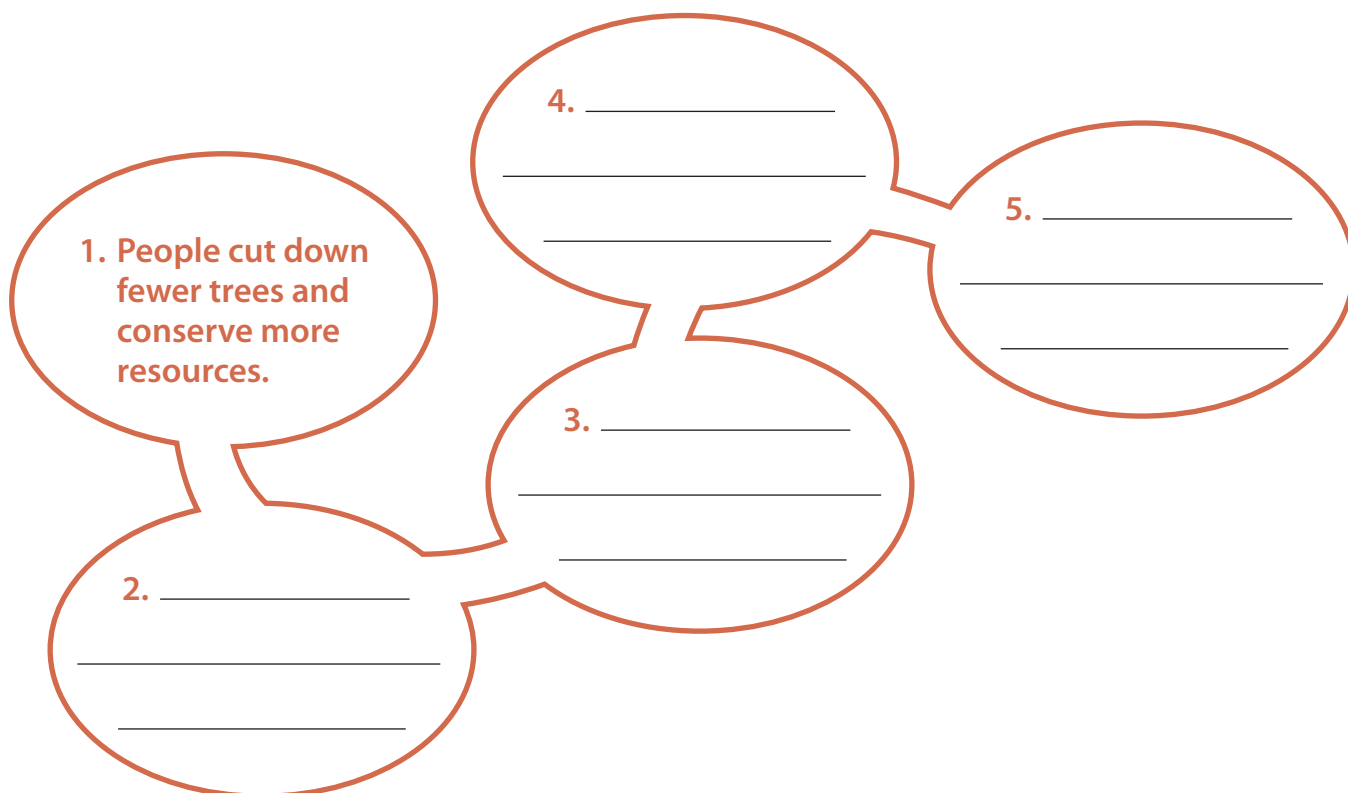 1. People cut down
fewer trees and
conserve more
resources.
2.
3.
4.
5.